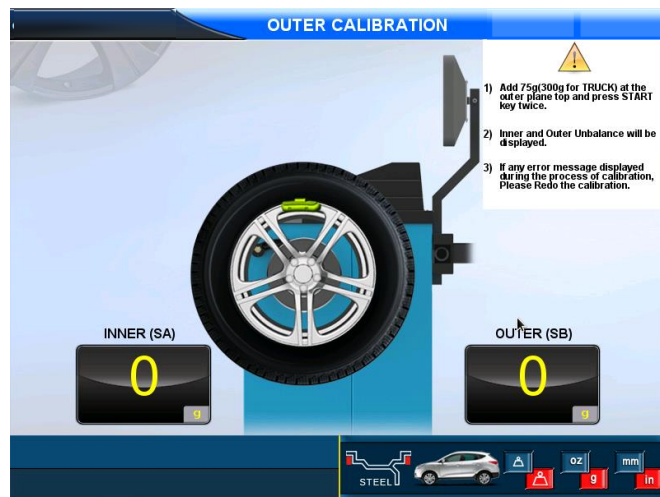 OUTER CALIBRATION
1) Add 75g(300g for TRUCK) at the
outer plane top and press START
key twice.
2) Inner and Outer Unbalance will be
displayed.
3) If any error message displayed
during the process of calibration,
Please Redo the calibration.
INNER (SA)
0
g
OUTER (SB)
0
g
STEEL
oz
g
mm
in